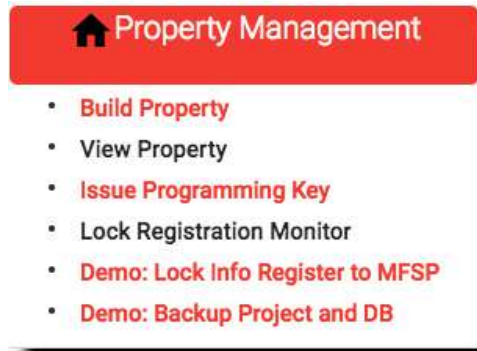 Property Management
Build Property
View Property
Issue Programming Key
Lock Registration Monitor
Demo: Lock Info Register to MFSP
Demo: Backup Project and DB